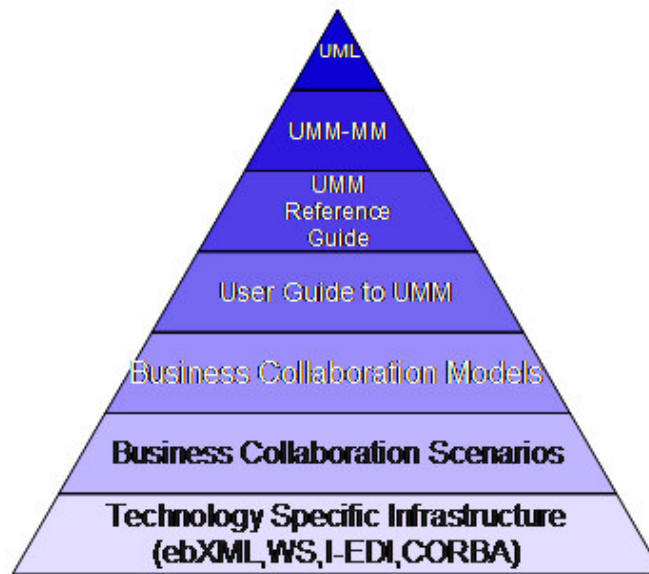 UML
UMM-MM
UMM
Reference
Guide
User Guide to UMM
Business Collaboration Models
Business Collaboration Scenarios
Technology Specific Infrastructure
(ebXML,WS,I-EDI,CORBA)